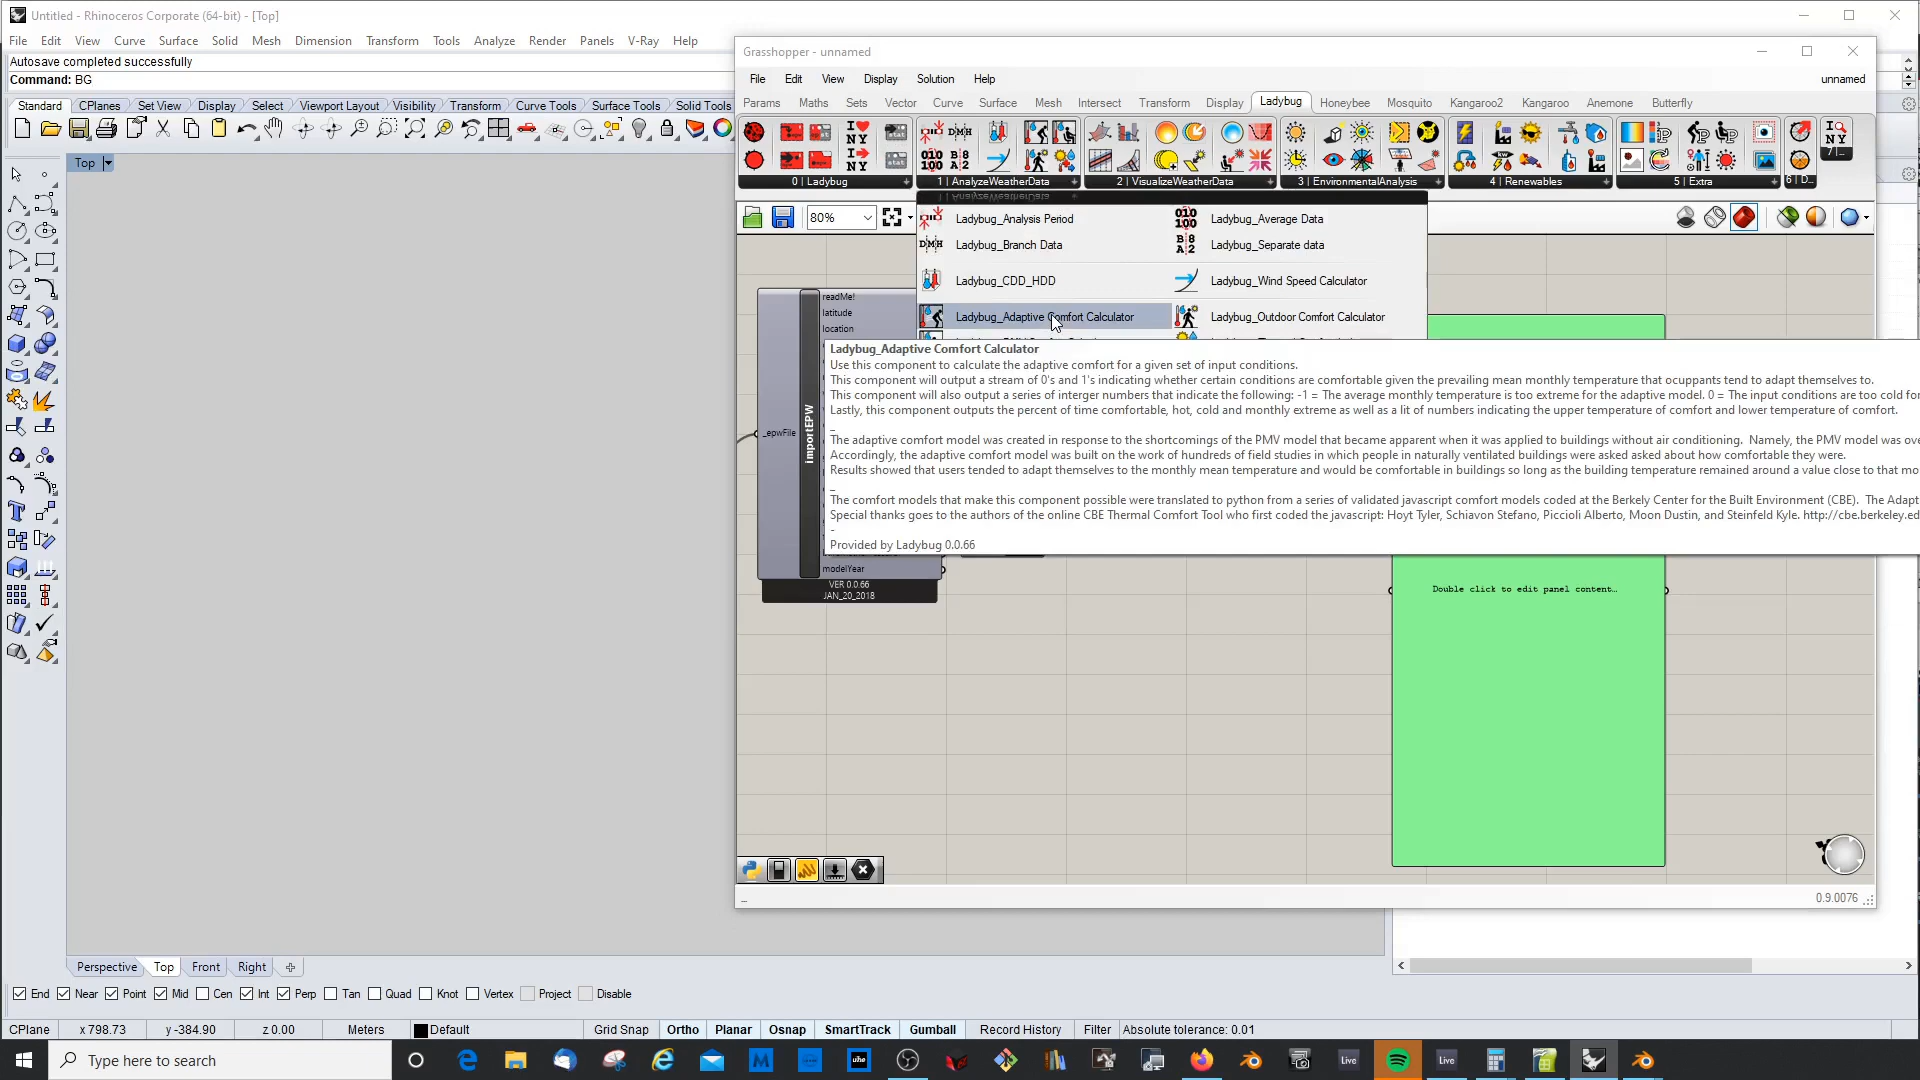 Untitled - Rhinoceros Corporate (64-bit) - [Top]
File Edit View Curve Surface Solid Mesh Dimension Transform Tools Analyze Render Panels V-Ray Help
Autosave completed successfully
Command: BG
Standard CPlanes Set View Display Select Viewport Layout Visibility Transform Curve Tools Surface Tools Solid Tools
Top
Grasshopper - unnamed
File Edit View Display Solution Help
unnamed
Params Maths Sets Vector Curve Surface Mesh Intersect Transform Display Ladybug Honeybee Mosquito Kangaroo2 Kangaroo Anemone Butterfly
0 | Ladybug
1 | AnalyzeWeatherData
2 | VisualizeWeatherData
3 | EnvironmentalAnalysis
4 | Renewables
5 | Extra
6 | D...
7 |...
80%
1 | AnalyzeWeatherData
Ladybug_Analysis Period
Ladybug_Average Data
Ladybug_Branch Data
Ladybug_Separate data
Ladybug_CDD_HDD
Ladybug_Wind Speed Calculator
Ladybug_Adaptive Comfort Calculator
Ladybug_Outdoor Comfort Calculator
readMe!
latitude
location
_epwFile
importEPW
modelYear
VER 0.0.66
JAN_20_2018
Ladybug_Adaptive Comfort Calculator
Use this component to calculate the adaptive comfort for a given set of input conditions.
This component will output a stream of 0's and 1's indicating whether certain conditions are comfortable given the prevailing mean monthly temperature that ocuppants tend to adapt themselves to.
This component will also output a series of interger numbers that indicate the following: -1 = The average monthly temperature is too extreme for the adaptive model. 0 = The input conditions are too cold for
Lastly, this component outputs the percent of time comfortable, hot, cold and monthly extreme as well as a lit of numbers indicating the upper temperature of comfort and lower temperature of comfort.
_
The adaptive comfort model was created in response to the shortcomings of the PMV model that became apparent when it was applied to buildings without air conditioning. Namely, the PMV model was ove
Accordingly, the adaptive comfort model was built on the work of hundreds of field studies in which people in naturally ventilated buildings were asked asked about how comfortable they were.
Results showed that users tended to adapt themselves to the monthly mean temperature and would be comfortable in buildings so long as the building temperature remained around a value close to that mo
_
The comfort models that make this component possible were translated to python from a series of validated javascript comfort models coded at the Berkely Center for the Built Environment (CBE). The Adapt
Special thanks goes to the authors of the online CBE Thermal Comfort Tool who first coded the javascript: Hoyt Tyler, Schiavon Stefano, Piccioli Alberto, Moon Dustin, and Steinfeld Kyle. http://cbe.berkeley.ed
-
Provided by Ladybug 0.0.66
Double click to edit panel content...
0.9.0076
Perspective Top Front Right
End Near Point Mid Cen Int Perp Tan Quad Knot Vertex Project Disable
CPlane x 798.73 y -384.90 z 0.00 Meters Default Grid Snap Ortho Planar Osnap SmartTrack Gumball Record History Filter Absolute tolerance: 0.01
Type here to search
Live
Live